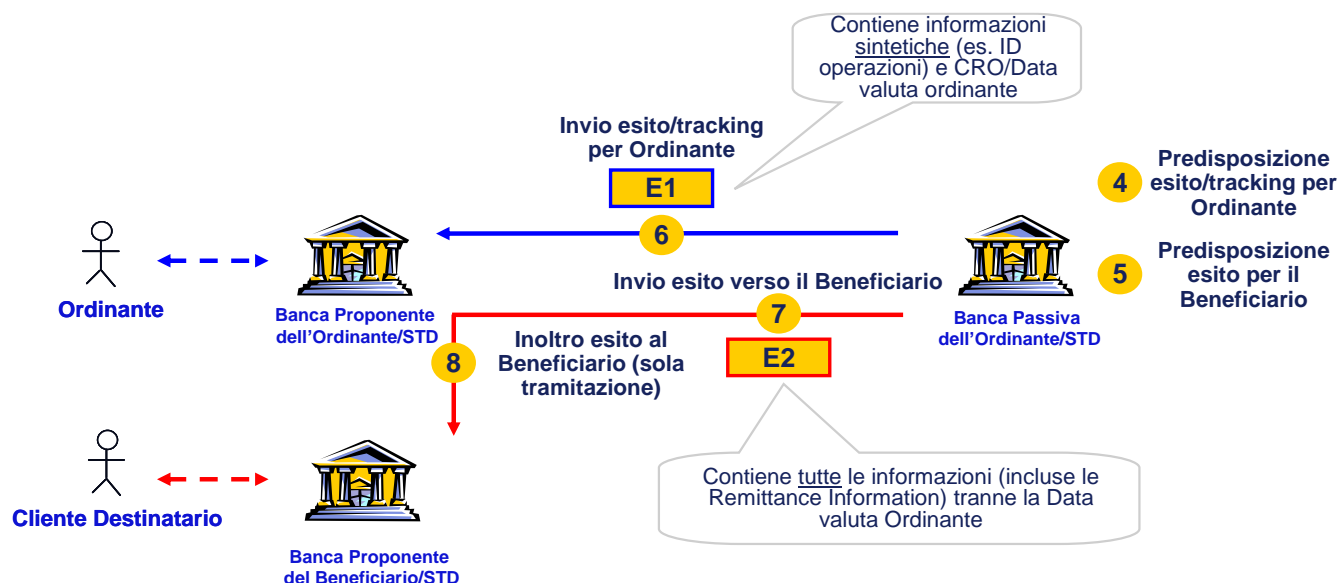 Contiene informazioni
sintetiche (es. ID
operazioni) e CRO/Data
valuta ordinante
Invio esito/tracking
per Ordinante
E1
6
4
Predisposizione
esito/tracking per
Ordinante
5
Predisposizione
esito per il
Beneficiario
Ordinante
Banca Proponente
dell'Ordinante/STD
Invio esito verso il Beneficiario
7
Banca Passiva
dell'Ordinante/STD
8
Inoltro esito al
Beneficiario (sola
tramitazione)
E2
Contiene tutte le informazioni (incluse le
Remittance Information) tranne la Data
valuta Ordinante
Cliente Destinatario
Banca Proponente
del Beneficiario/STD